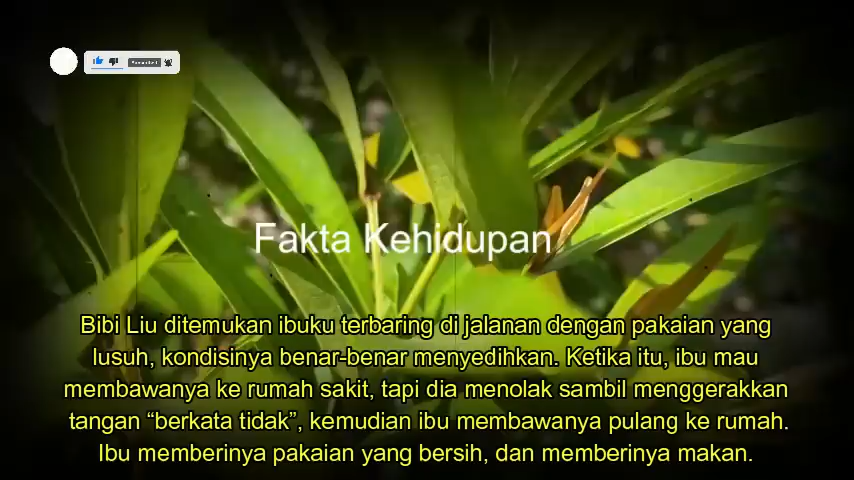 Fakta Kehidupan
Bibi Liu ditemukan ibuku terbaring di jalanan dengan pakaian yang
lusuh, kondisinya benar-benar menyedihkan. Ketika itu, ibu mau
membawanya ke rumah sakit, tapi dia menolak sambil menggerakkan
tangan “berkata tidak”, kemudian ibu membawanya pulang ke rumah.
Ibu memberinya pakaian yang bersih, dan memberinya makan.